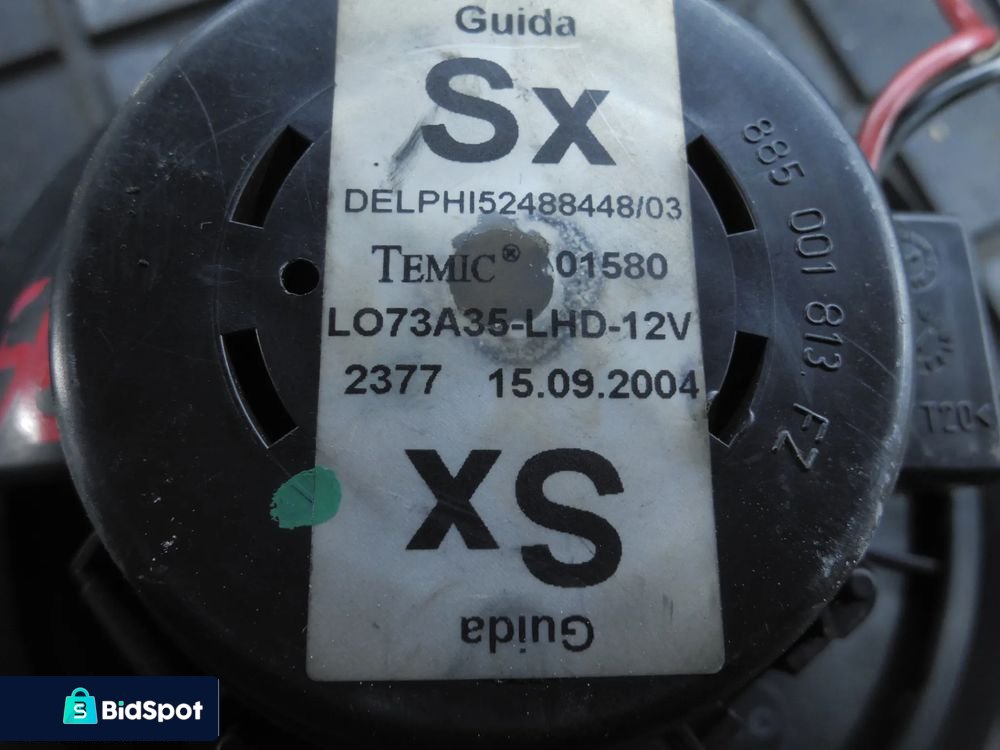 Guida
Sx
DELPHI52488448/03
TEMIC® 01580
LO73A35-LHD-12V
2377 15.09.2004
Sx
Guida
885 001 813. FZ
T20<
BidSpot